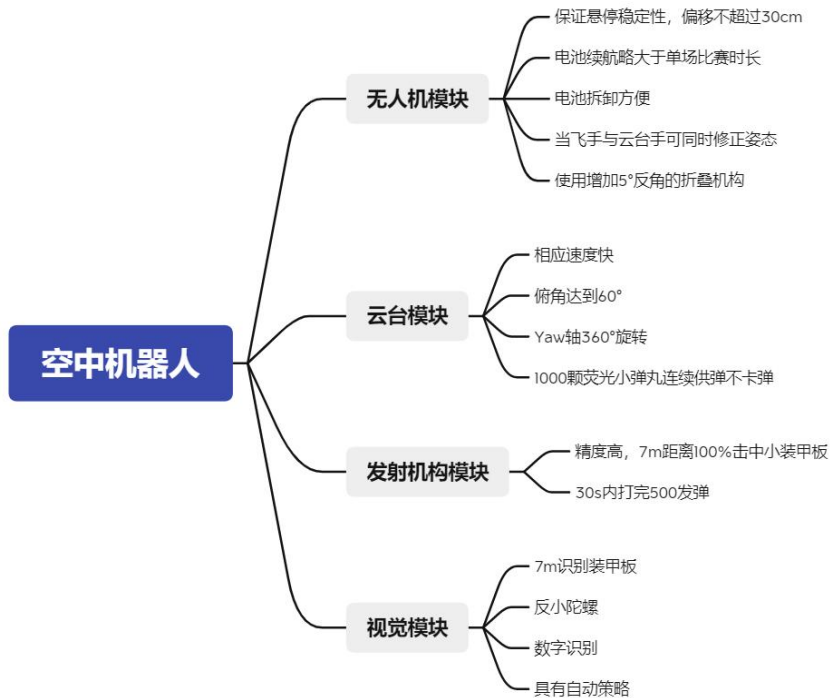 空中机器人
无人机模块
保证悬停稳定性，偏移不超过30cm
电池续航略大于单场比赛时长
电池拆卸方便
当飞手与云台手可同时修正姿态
使用增加5°反角的折叠机构
云台模块
相应速度快
俯角达到60°
Yaw轴360°旋转
1000颗荧光小弹丸连续供弹不卡弹
发射机构模块
精度高，7m距离100%击中小装甲板
30s内打完500发弹
视觉模块
7m识别装甲板
反小陀螺
数字识别
具有自动策略